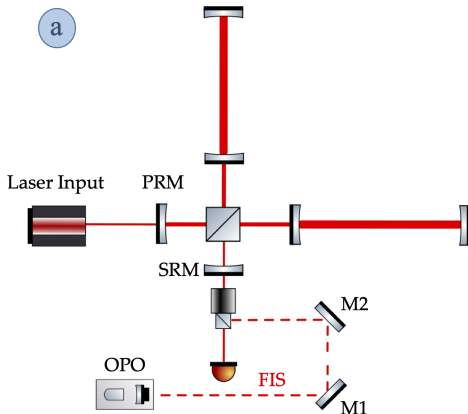 a
Laser Input
PRM
SRM
M2
OPO
FIS
M1